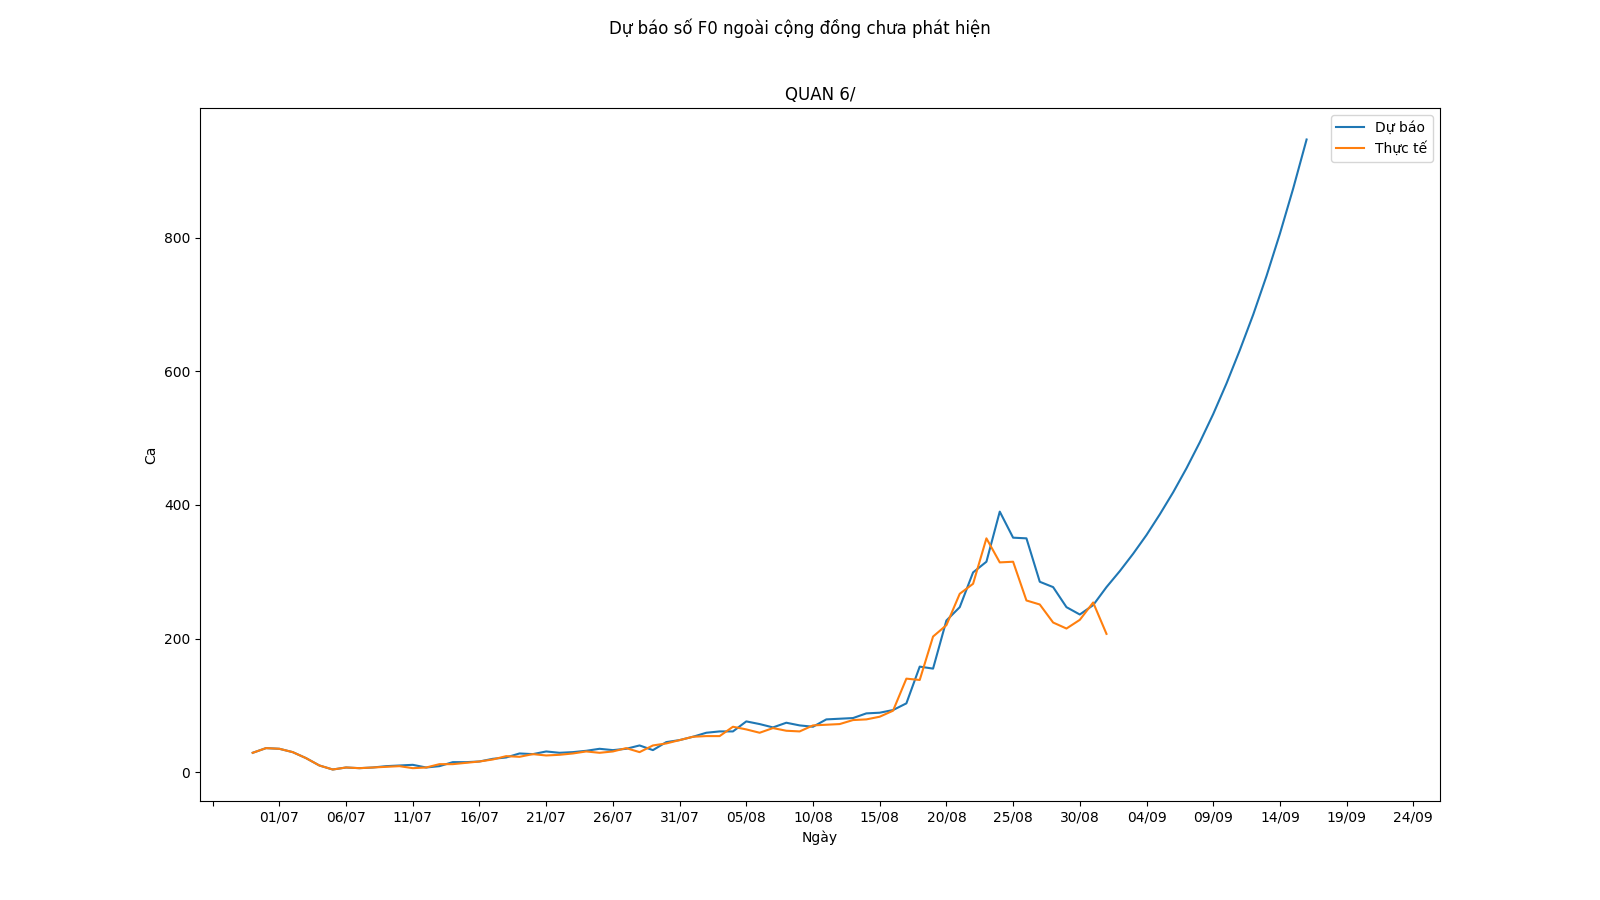 Dự báo số F0 ngoài cộng đồng chưa phát hiện
QUAN 6/
Dự báo
Thực tế
800
600
400
200
0
Ca
01/07 06/07 11/07 16/07 21/07 26/07 31/07 05/08 10/08 15/08 20/08 25/08 30/08 04/09 09/09 14/09 19/09 24/09
Ngày